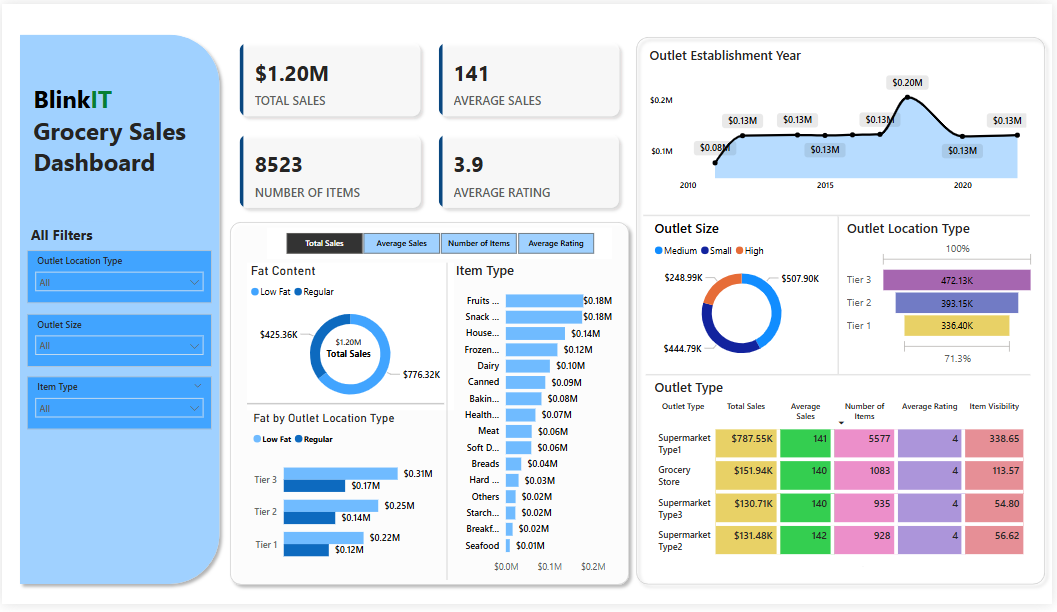 BlinkIT
Grocery Sales
Dashboard
All Filters
Outlet Location Type
All
Outlet Size
All
Item Type
All
$1.20M
TOTAL SALES
141
AVERAGE SALES
8523
NUMBER OF ITEMS
3.9
AVERAGE RATING
Total Sales
Average Sales
Number of Items
Average Rating
Fat Content
Low Fat
Regular
$425.36K
$1.20M
Total Sales
$776.32K
Fat by Outlet Location Type
Low Fat
Regular
Tier 3
$0.31M
$0.17M
Tier 2
$0.25M
$0.14M
Tier 1
$0.22M
$0.12M
Item Type
Fruits ... $0.18M
Snack ... $0.18M
House... $0.14M
Frozen... $0.12M
Dairy $0.10M
Canned $0.09M
Bakin... $0.08M
Health... $0.07M
Meat $0.06M
Soft D... $0.06M
Breads $0.04M
Hard ... $0.03M
Others $0.02M
Starch... $0.02M
Breakf... $0.02M
Seafood $0.01M
$0.0M $0.1M $0.2M
Outlet Establishment Year
$0.2M
$0.1M
$0.08M
$0.13M
$0.13M
$0.13M
$0.13M
$0.20M
$0.13M
$0.13M
2010 2015 2020
Outlet Size
Medium Small High
$248.99K
$507.90K
$444.79K
Outlet Location Type
100%
Tier 3 472.13K
Tier 2 393.15K
Tier 1 336.40K
71.3%
Outlet Type
Outlet Type Total Sales Average Sales Number of Items Average Rating Item Visibility
Supermarket Type1 $787.55K 141 5577 4 338.65
Grocery Store $151.94K 140 1083 4 113.57
Supermarket Type3 $130.71K 140 935 4 54.80
Supermarket Type2 $131.48K 142 928 4 56.62